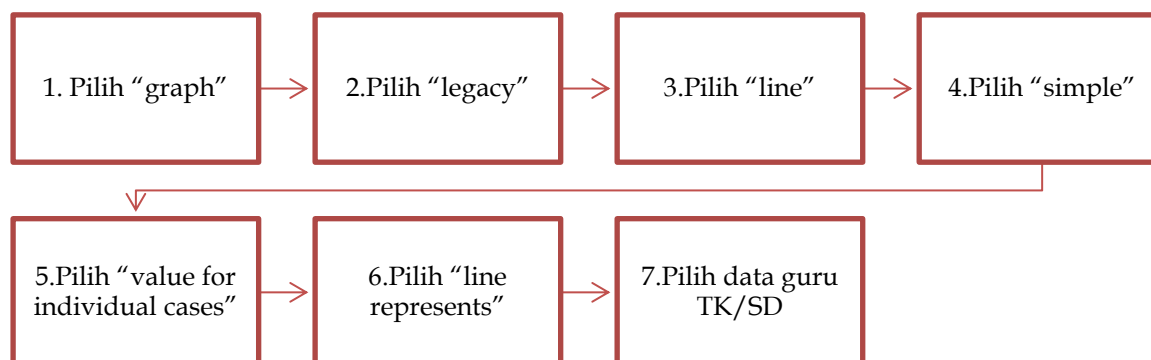 1. Pilih “graph”
2.Pilih “legacy”
3.Pilih “line”
4.Pilih “simple”
5.Pilih “value for
individual cases”
6.Pilih “line
represents”
7.Pilih data guru
TK/SD